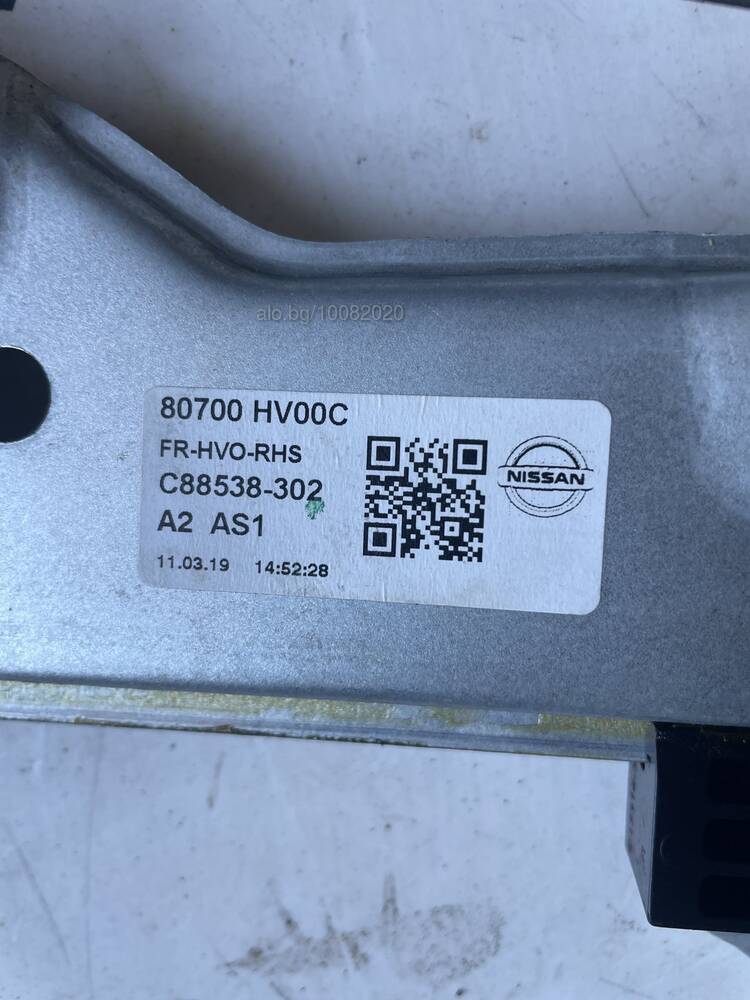 alo.bg/10082020
80700 HV00C
FR-HVO-RHS
C88538-302
A2 AS1
11.03.19 14:52:28
NISSAN